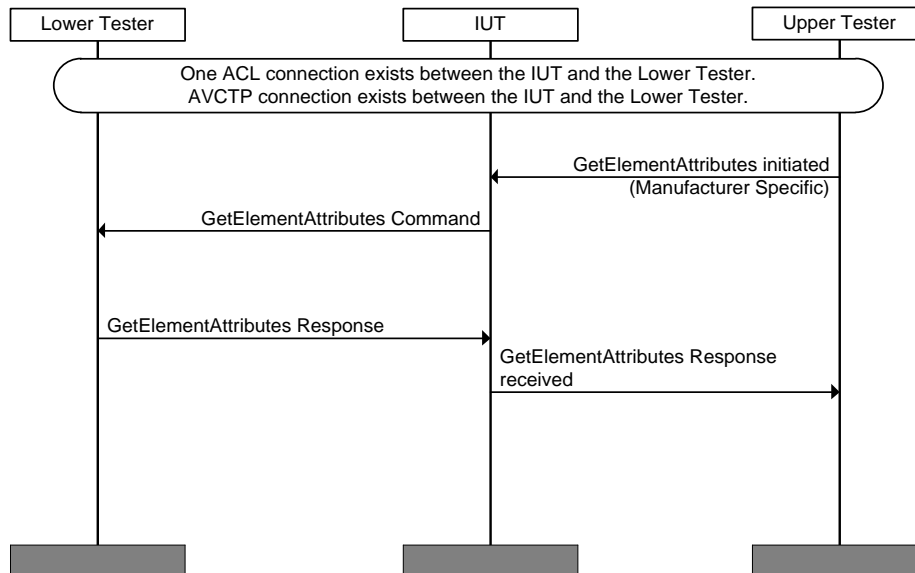 Lower Tester
IUT
Upper Tester
One ACL connection exists between the IUT and the Lower Tester.
AVCTP connection exists between the IUT and the Lower Tester.
GetElementAttributes initiated
(Manufacturer Specific)
GetElementAttributes Command
GetElementAttributes Response
GetElementAttributes Response
received